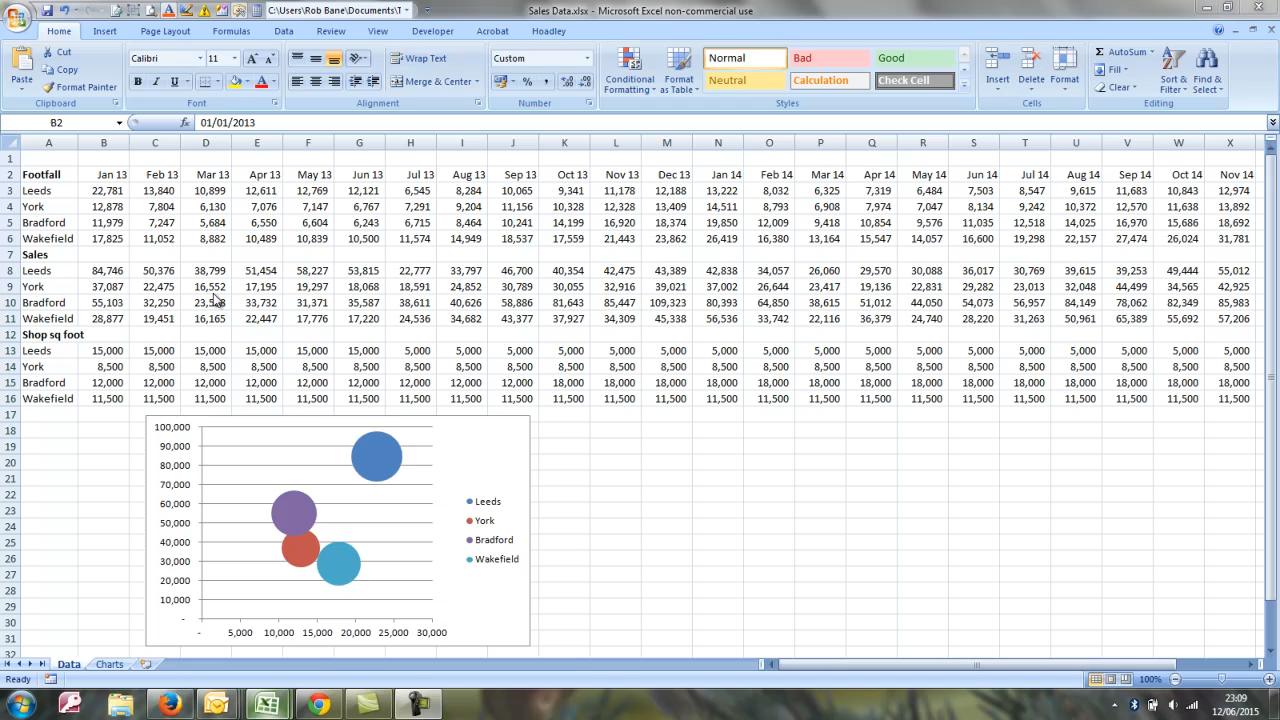 C:\Users\Rob Bane\Documents\T
Sales Data.xlsx - Microsoft Excel non-commercial use
Home Insert Page Layout Formulas Data Review View Developer Acrobat Hoadley
Paste Cut Copy Format Painter
Calibri 11
Wrap Text Merge & Center
Custom
Conditional Formatting Format as Table
Normal Bad Good
Neutral Calculation Check Cell
Insert Delete Format
AutoSum Fill Clear
Sort & Filter Find & Select
Clipboard Font Alignment Number Styles Cells Editing
B2 fx 01/01/2013
A B C D E F G H I J K L M N O P Q R S T U V W X
1
2 Footfall Jan 13 Feb 13 Mar 13 Apr 13 May 13 Jun 13 Jul 13 Aug 13 Sep 13 Oct 13 Nov 13 Dec 13 Jan 14 Feb 14 Mar 14 Apr 14 May 14 Jun 14 Jul 14 Aug 14 Sep 14 Oct 14 Nov 14
3 Leeds 22,781 13,840 10,899 12,611 12,769 12,121 6,545 8,284 10,065 9,341 11,178 12,188 13,222 8,032 6,325 7,319 6,484 7,503 8,547 9,615 11,683 10,843 12,974
4 York 12,878 7,804 6,130 7,076 7,147 6,767 7,291 9,204 11,156 10,328 12,328 13,409 14,511 8,793 6,908 7,974 7,047 8,134 9,242 10,372 12,570 11,638 13,892
5 Bradford 11,979 7,247 5,684 6,550 6,604 6,243 6,715 8,464 10,241 14,199 16,920 18,374 19,850 12,009 9,418 10,854 9,576 11,035 12,518 14,025 16,970 15,686 18,692
6 Wakefield 17,825 11,052 8,882 10,489 10,839 10,500 11,574 14,949 18,537 17,559 21,443 23,862 26,419 16,380 13,164 15,547 14,057 16,600 19,298 22,157 27,474 26,024 31,781
7 Sales
8 Leeds 84,746 50,376 38,799 51,454 58,227 53,815 22,777 33,797 46,700 40,354 42,425 43,389 42,838 34,057 26,060 29,570 30,088 36,017 30,769 39,615 39,253 49,444 55,012
9 York 37,087 22,475 16,552 17,195 19,297 18,068 18,591 24,852 30,789 30,055 32,916 39,021 37,002 26,644 23,417 19,136 22,831 29,282 23,013 32,048 49,676 34,565 42,925
10 Bradford 55,103 32,250 33,732 31,371 35,587 38,611 40,626 58,886 81,643 85,447 109,323 80,393 64,850 38,615 51,012 44,050 54,073 56,957 84,149 78,062 82,349 85,983
11 Wakefield 28,877 19,451 16,165 22,447 17,776 17,220 24,536 34,682 43,377 37,927 34,309 45,338 56,536 33,742 22,116 36,379 24,740 28,220 31,263 50,961 65,389 55,692 57,206
12 Shop sq foot
13 Leeds 15,000 15,000 15,000 15,000 15,000 15,000 5,000 5,000 5,000 5,000 5,000 5,000 5,000 5,000 5,000 5,000 5,000 5,000 5,000 5,000 5,000 5,000 5,000
14 York 8,500 8,500 8,500 8,500 8,500 8,500 8,500 8,500 8,500 8,500 8,500 8,500 8,500 8,500 8,500 8,500 8,500 8,500 8,500 8,500 8,500 8,500 8,500
15 Bradford 12,000 12,000 12,000 12,000 12,000 12,000 12,000 12,000 12,000 18,000 18,000 18,000 18,000 18,000 18,000 18,000 18,000 18,000 18,000 18,000 18,000 18,000 18,000
16 Wakefield 11,500 11,500 11,500 11,500 11,500 11,500 11,500 11,500 11,500 11,500 11,500 11,500 11,500 11,500 11,500 11,500 11,500 11,500 11,500 11,500 11,500 11,500 11,500
17
18 100,000
19 90,000
20 80,000
21 70,000
22 60,000 Leeds
23 50,000 York
24 40,000 Bradford
25 30,000 Wakefield
26 20,000
27 10,000
28 -
29 - 5,000 10,000 15,000 20,000 25,000 30,000
30
31
32
Data Charts
Ready 100%
23:09
12/06/2015